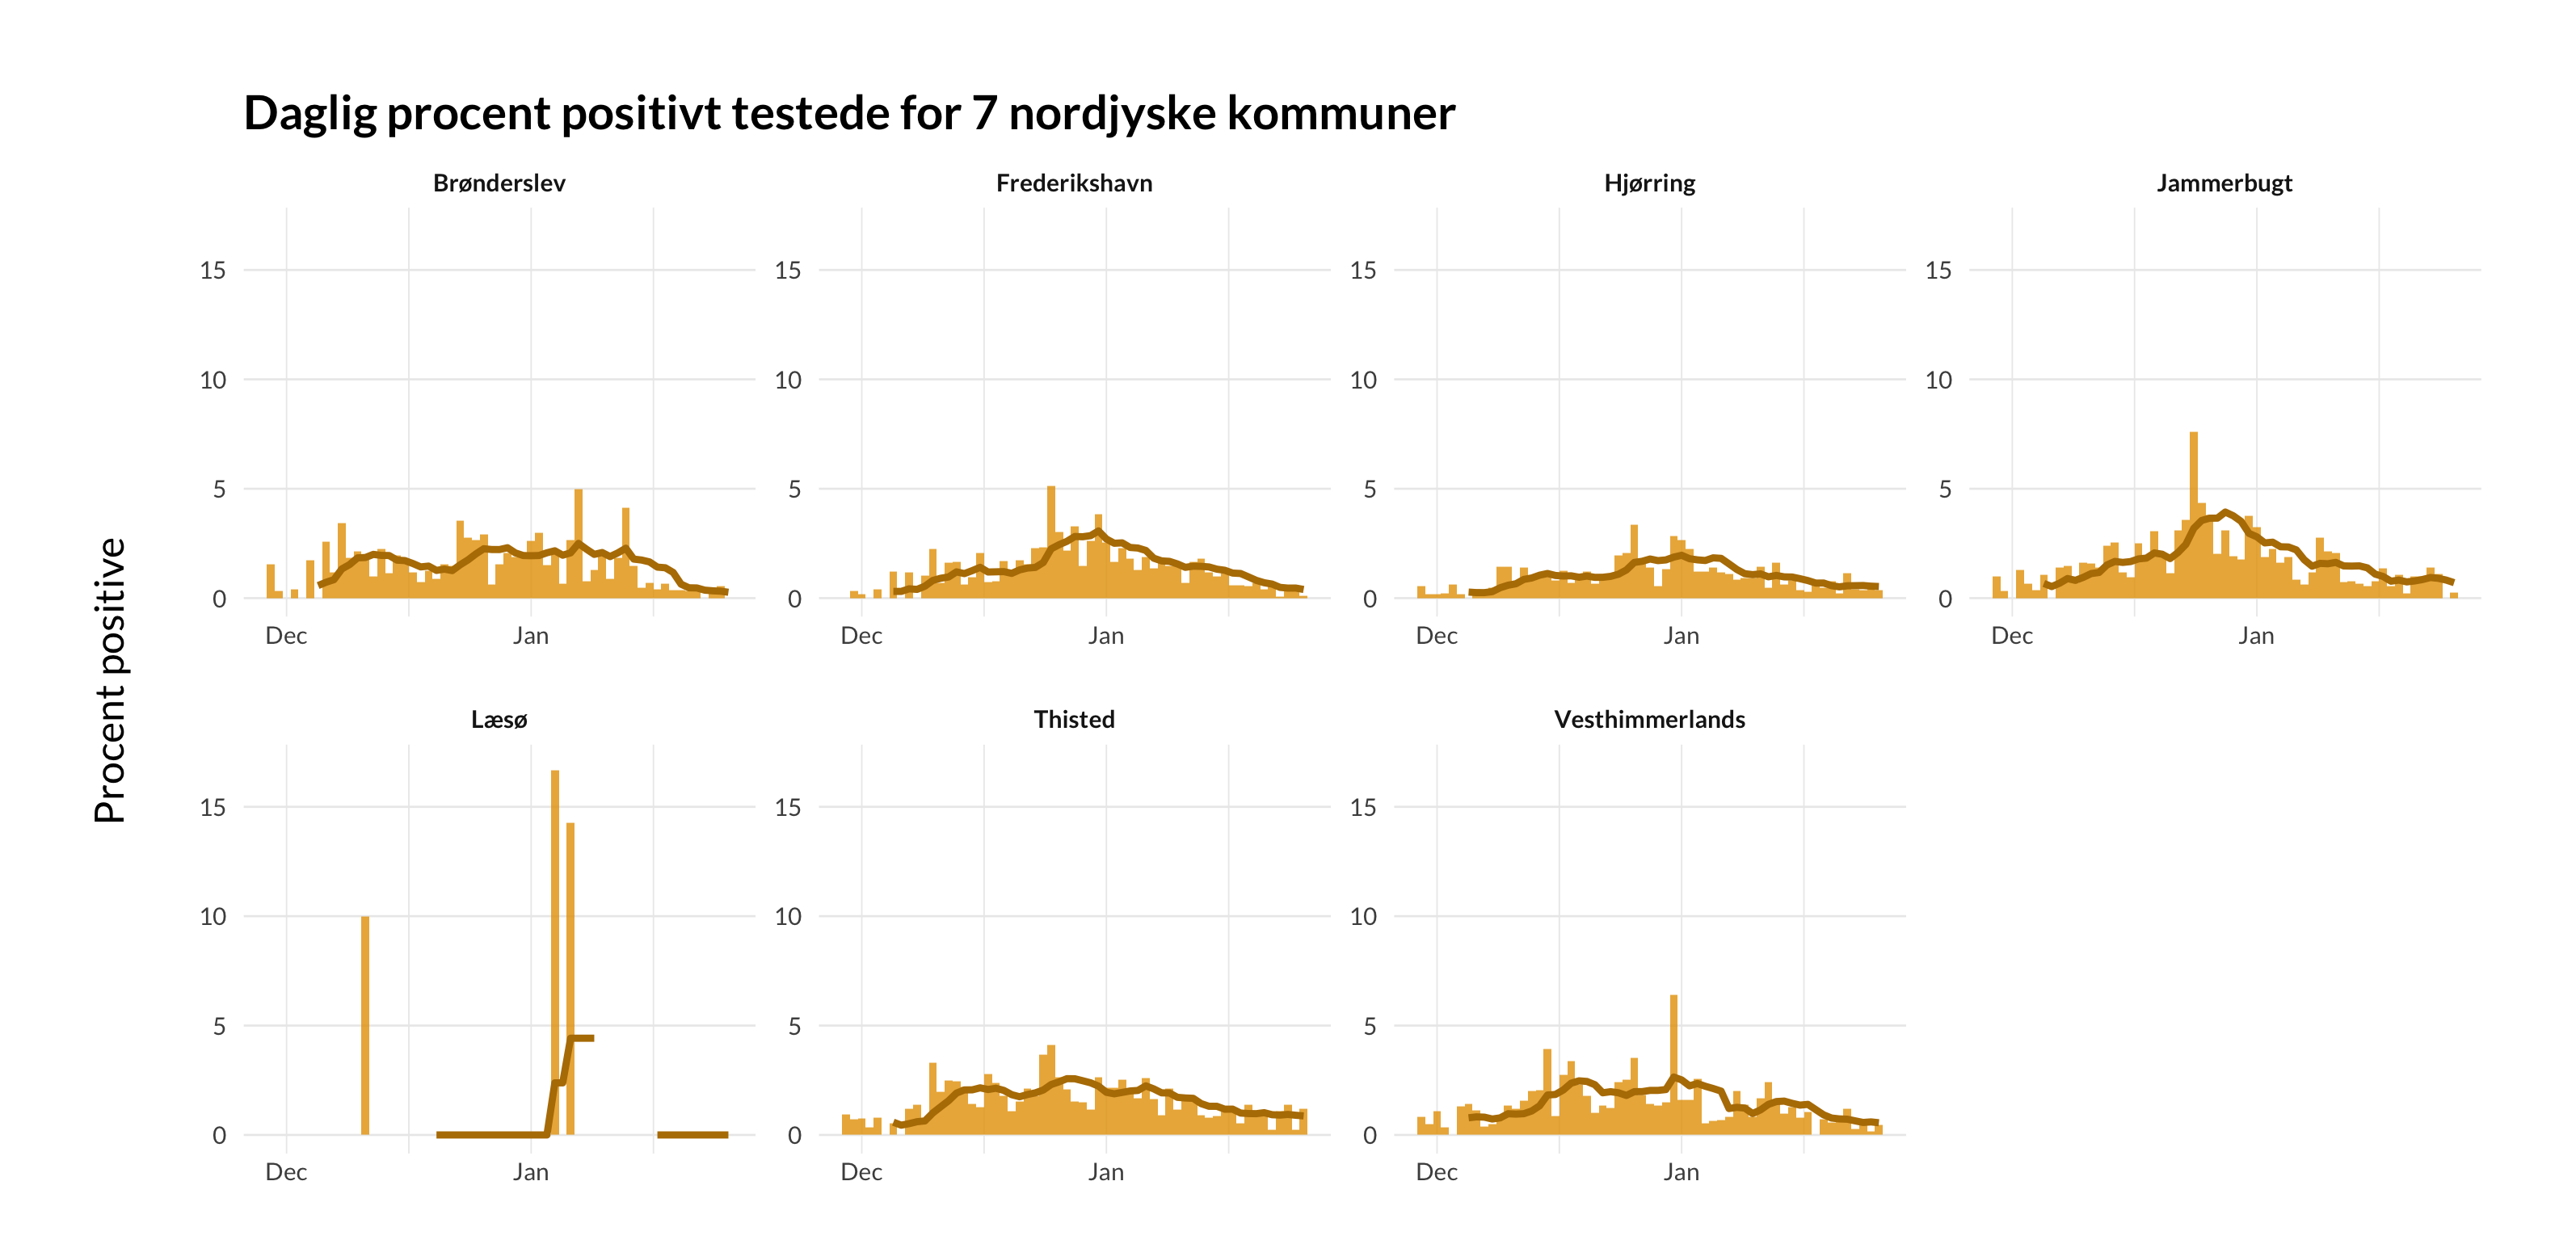 Daglig procent positivt testede for 7 nordjyske kommuner
Procent positive
Brønderslev
15
10
5
0
Dec Jan
Frederikshavn
15
10
5
0
Dec Jan
Hjørring
15
10
5
0
Dec Jan
Jammerbugt
15
10
5
0
Dec Jan
Læsø
15
10
5
0
Dec Jan
Thisted
15
10
5
0
Dec Jan
Vesthimmerlands
15
10
5
0
Dec Jan